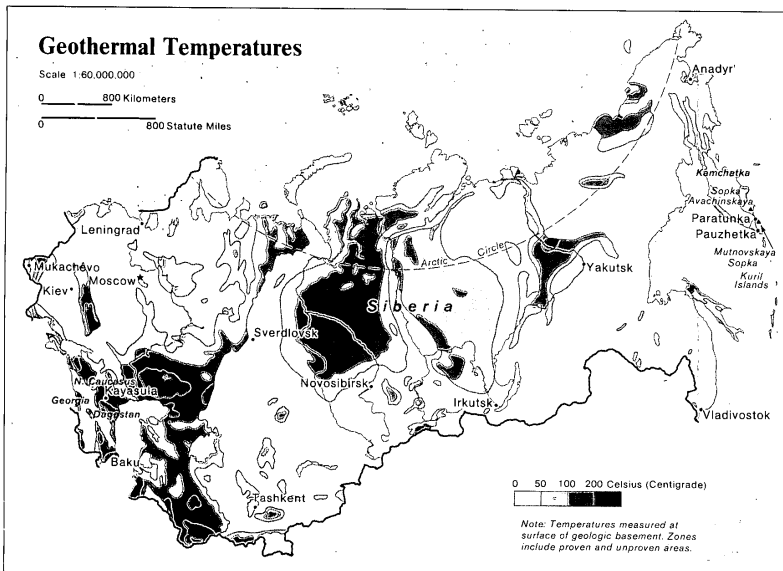 Geothermal Temperatures
Scale 1:60,000,000
0 800 Kilometers
0 800 Statute Miles
Anadyr'
Kamchatka
Sopka
Avachinskaya
Paratunka
Pauzhetka
Mutnovskaya
Sopka
Kuril
Islands
Leningrad
Mukachevo
Moscow
Kiev
Arctic Circle
Yakutsk
Siberia
Sverdlovsk
N. Caucasus
Kayasula
Novosibirsk
Georgia
Dagestan
Irkutsk
Vladivostok
Baku
Tashkent
0 50 100 200 Celsius (Centigrade)
Note: Temperatures measured at
surface of geologic basement. Zones
include proven and unproven areas.